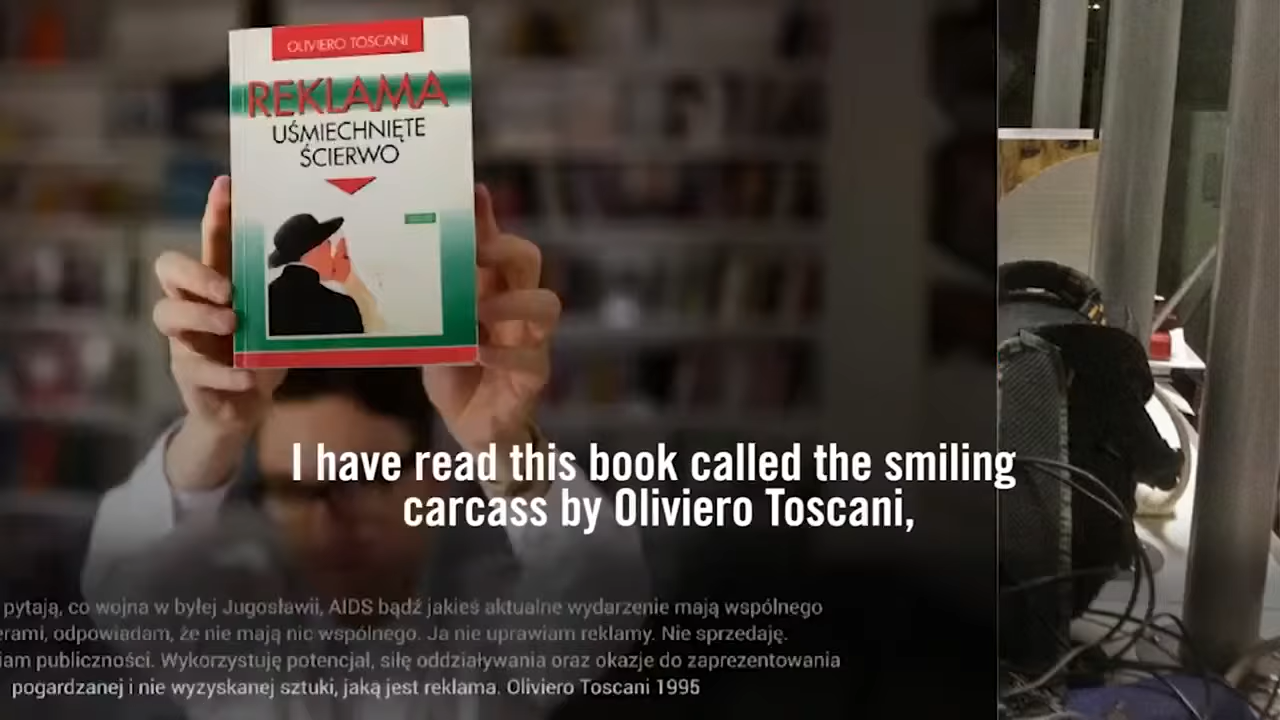 OLIVIERO TOSCANI
REKLAMA
UŚMIECHNIĘTE
ŚCIERWO
I have read this book called the smiling
carcass by Oliviero Toscani,
pytają, co wojna w byłej Jugosławii, AIDS bądź jakieś aktualne wydarzenie mają wspólnego
erami, odpowiadam, że nie mają nic wspólnego. Ja nie uprawiam reklamy. Nie sprzedaję.
iam publiczności. Wykorzystuję potencjał, siłę oddziaływania oraz okazje do zaprezentowania
pogardzanej i nie wyzyskanej sztuki, jaką jest reklama. Oliviero Toscani 1995